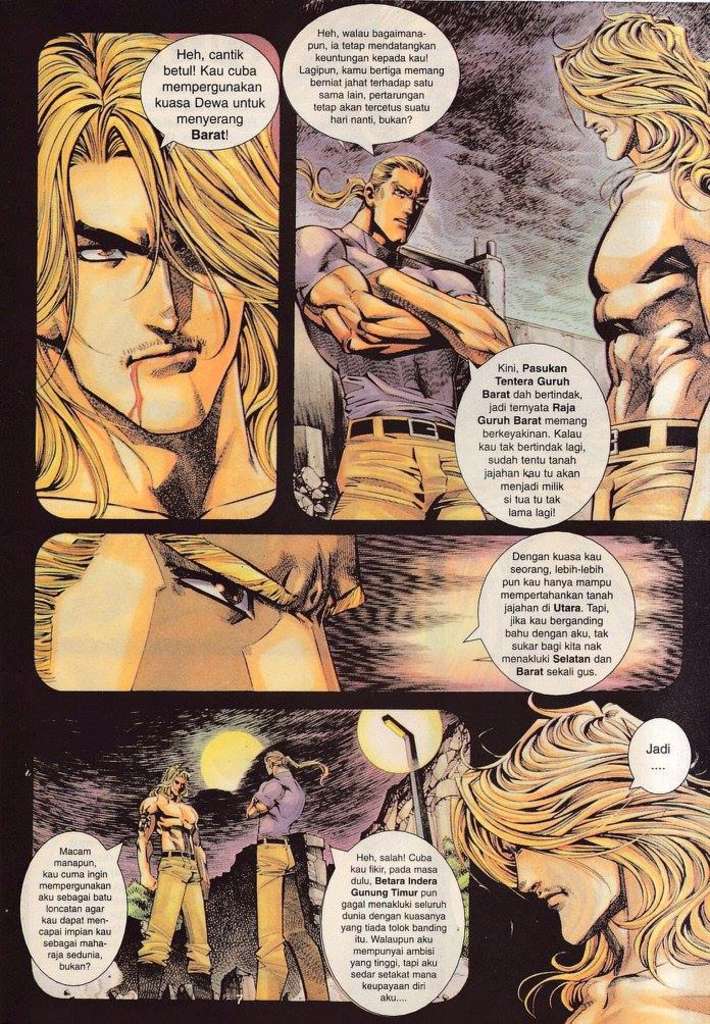 Heh, cantik
betul! Kau cuba
mempergunakan
kuasa Dewa untuk
menyerang
Barat!
Heh, walau bagaimana-
pun, ia tetap mendatangkan
keuntungan kepada kau!
Lagipun, kamu bertiga memang
berniat jahat terhadap satu
sama lain, pertarungan
tetap akan tercetus suatu
hari nanti, bukan?
Kini, Pasukan
Tentera Guruh
Barat dah bertindak,
jadi ternyata Raja
Guruh Barat memang
berkeyakinan. Kalau
kau tak bertindak lagi,
sudah tentu tanah
jajahan kau tu akan
menjadi milik
si tua tu tak
lama lagi!
Dengan kuasa kau
seorang, lebih-lebih
pun kau hanya mampu
mempertahankan tanah
jajahan di Utara. Tapi,
jika kau berganding
bahu dengan aku, tak
sukar bagi kita nak
menakluki Selatan dan
Barat sekali gus.
Macam
manapun,
kau cuma ingin
mempergunakan
aku sebagai batu
loncatan agar
kau dapat men-
capai impian kau
sebagai maha-
raja sedunia,
bukan?
Heh, salah! Cuba
kau fikir, pada masa
dulu, Betara Indera
Gunung Timur pun
gagal menakluki seluruh
dunia dengan kuasanya
yang tiada tolok banding
itu. Walaupun aku
mempunyai ambisi
yang tinggi, tapi aku
sedar setakat mana
keupayaan diri
aku....
Jadi
....